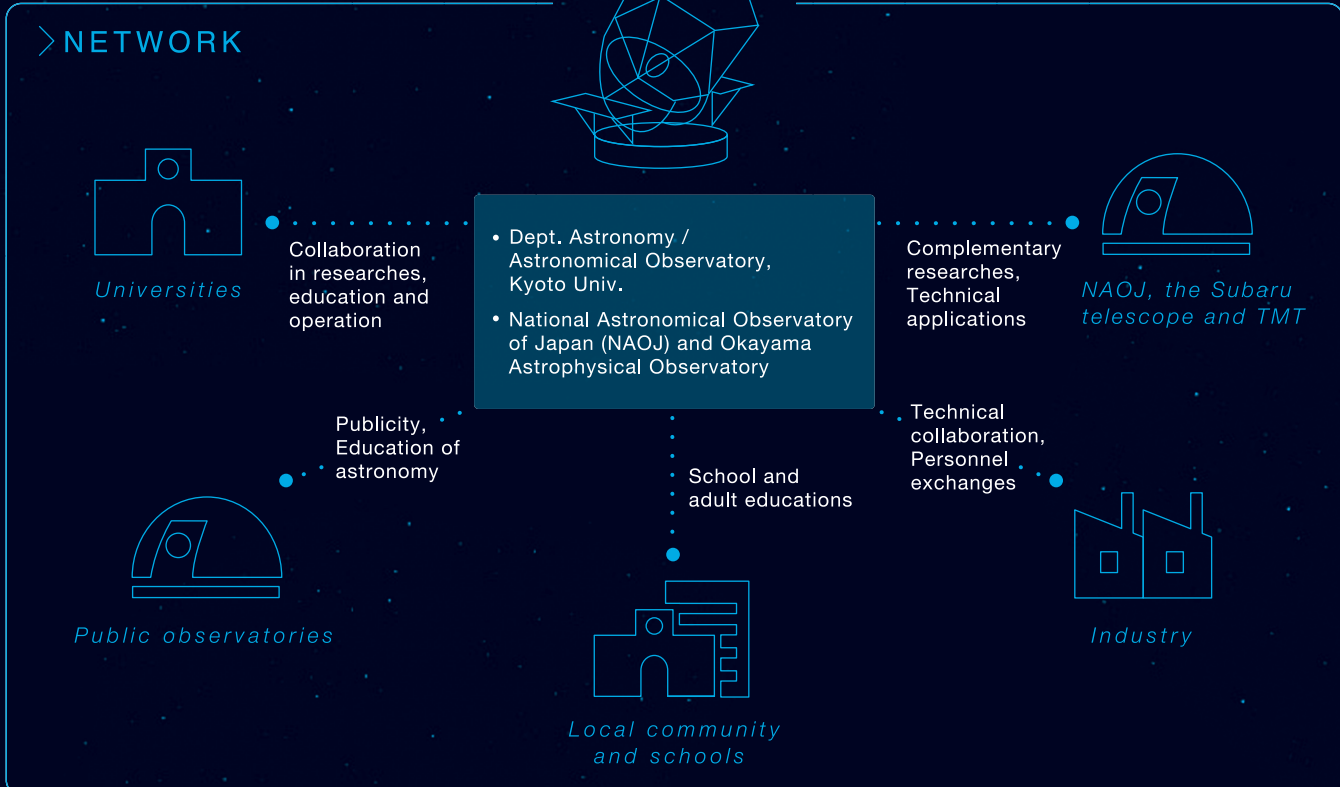 NETWORK
Universities
Collaboration
in researches,
education and
operation
• Dept. Astronomy /
Astronomical Observatory,
Kyoto Univ.
• National Astronomical Observatory
of Japan (NAOJ) and Okayama
Astrophysical Observatory
Complementary
researches,
Technical
applications
NAOJ, the Subaru
telescope and TMT
Publicity,
Education of
astronomy
Public observatories
School and
adult educations
Local community
and schools
Technical
collaboration,
Personnel
exchanges
Industry